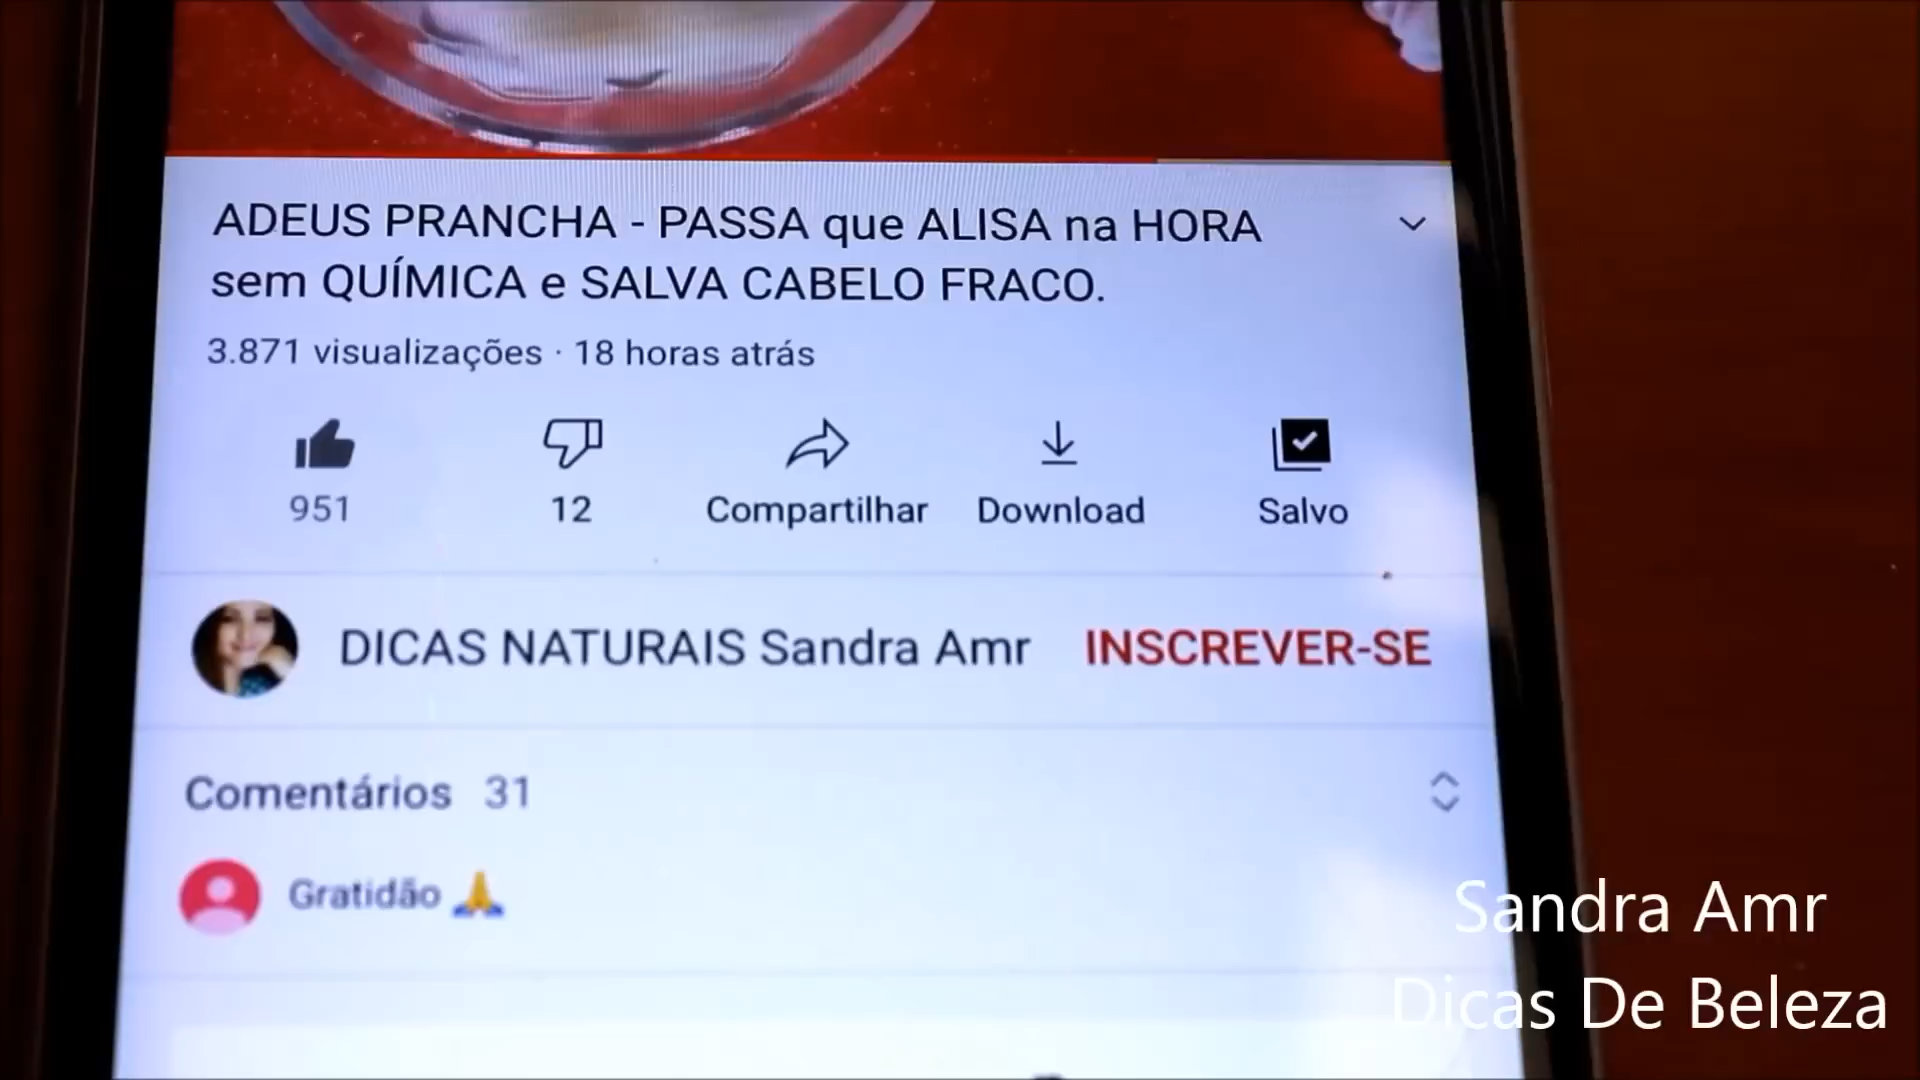 ADEUS PRANCHA - PASSA que ALISA na HORA
sem QUÍMICA e SALVA CABELO FRACO.
3.871 visualizações · 18 horas atrás
951
12
Compartilhar
Download
Salvo
DICAS NATURAIS Sandra Amr
INSCREVER-SE
Comentários 31
Gratidão 🙏
Sandra Amr
Dicas De Beleza